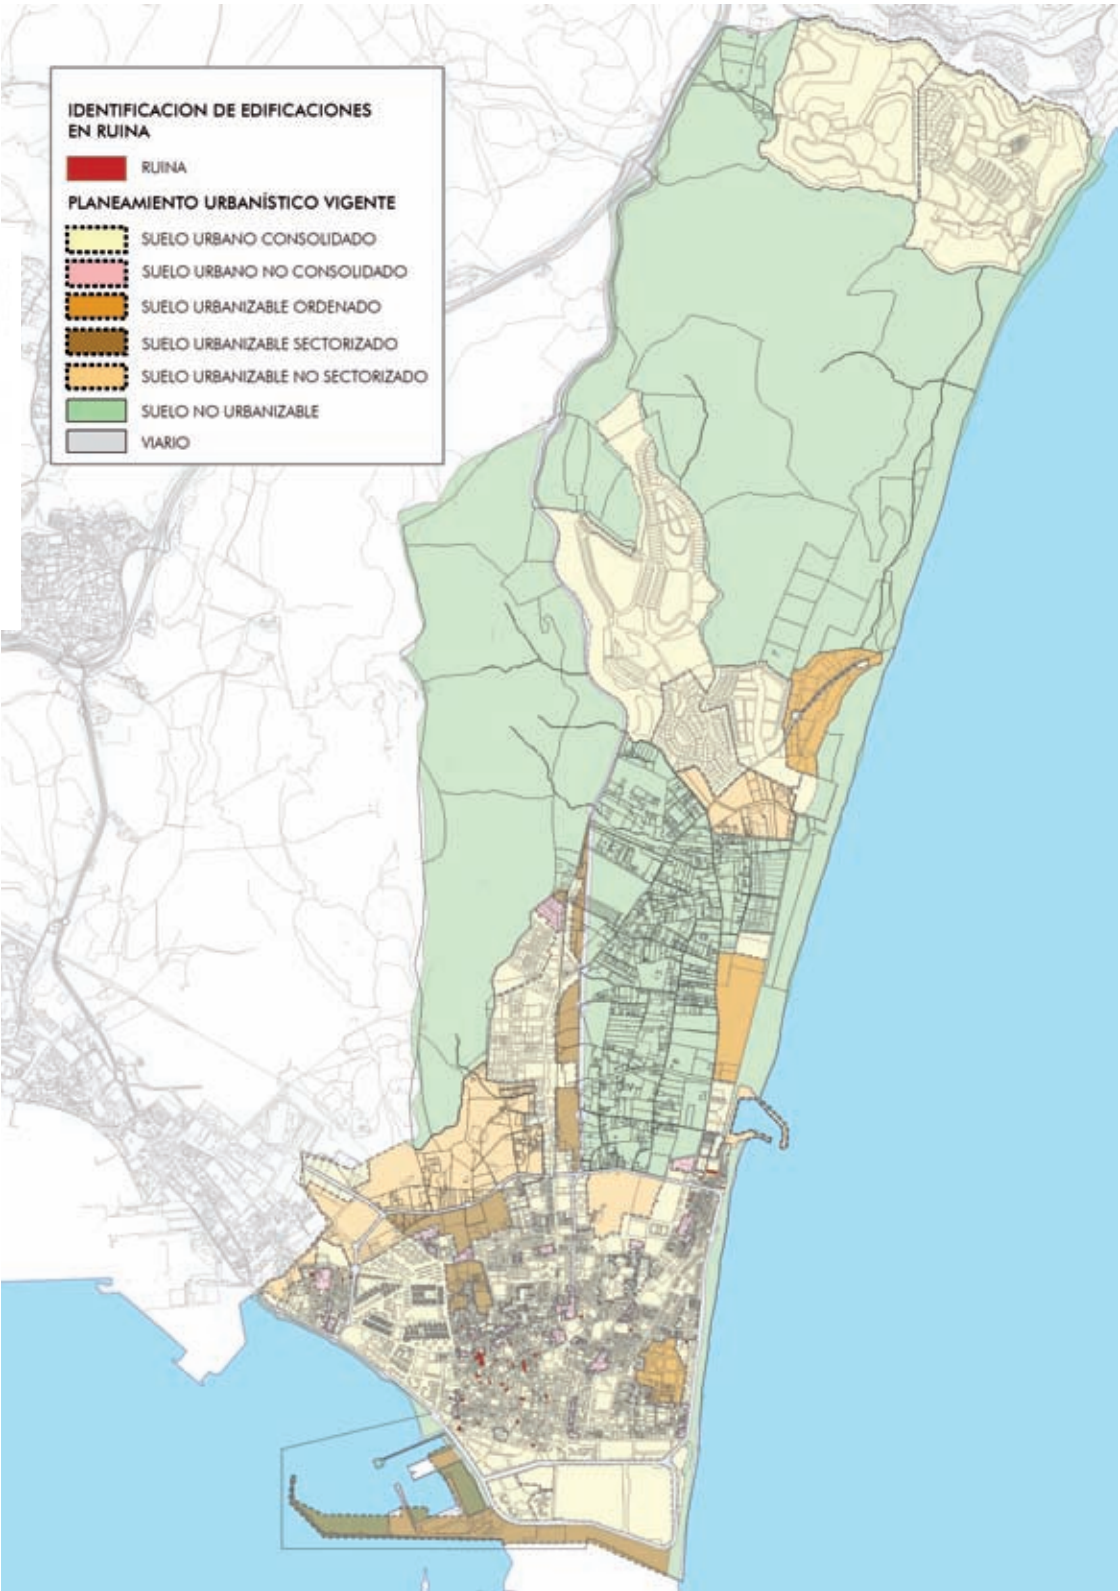 IDENTIFICACION DE EDIFICACIONES
EN RUINA
RUINA
PLANEAMIENTO URBANÍSTICO VIGENTE
SUELO URBANO CONSOLIDADO
SUELO URBANO NO CONSOLIDADO
SUELO URBANIZABLE ORDENADO
SUELO URBANIZABLE SECTORIZADO
SUELO URBANIZABLE NO SECTORIZADO
SUELO NO URBANIZABLE
VIARIO